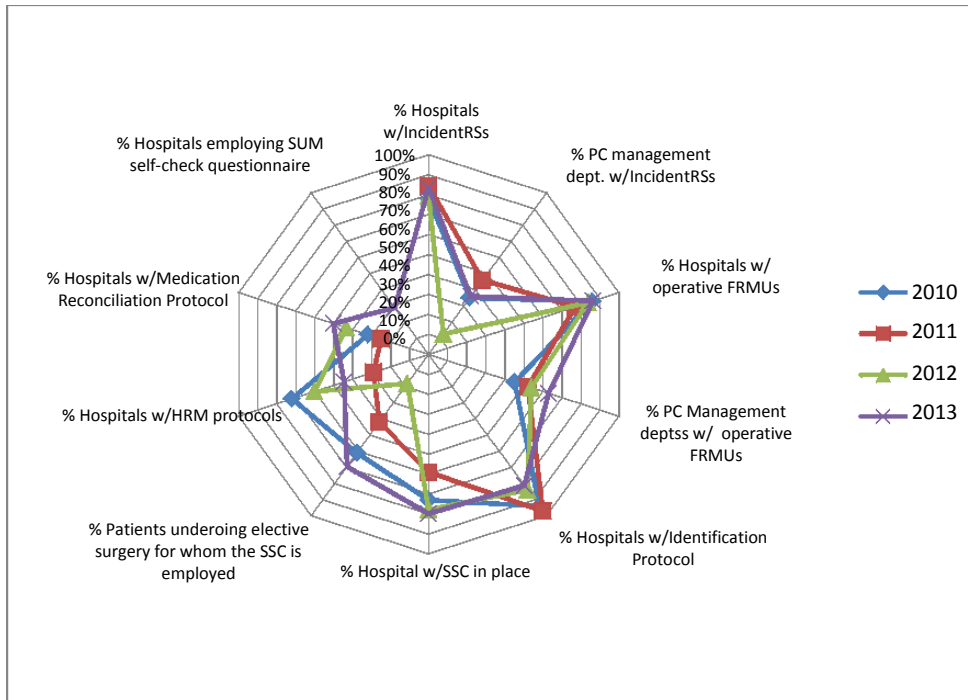 % Hospitals
w/IncidentRSs
% Hospitals employing SUM
self-check questionnaire
% PC management
dept. w/IncidentRSs
100%
90%
80%
70%
60%
50%
40%
30%
20%
10%
0%
% Hospitals w/
operative FRMUs
% Hospitals w/Medication
Reconciliation Protocol
2010
2011
2012
2013
% Hospitals w/HRM protocols
% PC Management
deptss w/ operative
FRMUs
% Patients underoing elective
surgery for whom the SSC is
employed
% Hospital w/SSC in place
% Hospitals w/Identification
Protocol